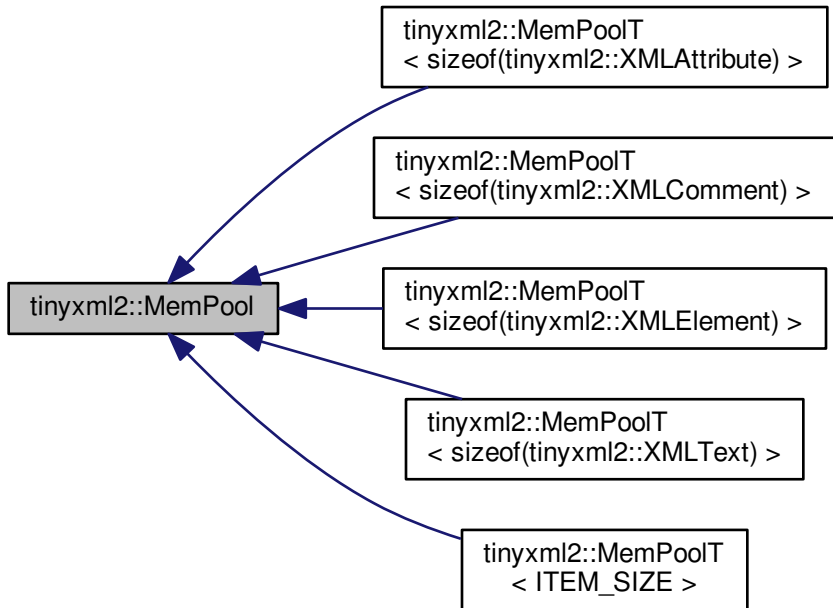 tinyxml2::MemPoolT
< sizeof(tinyxml2::XMLAttribute) >
tinyxml2::MemPoolT
< sizeof(tinyxml2::XMLComment) >
tinyxml2::MemPool
tinyxml2::MemPoolT
< sizeof(tinyxml2::XMLElement) >
tinyxml2::MemPoolT
< sizeof(tinyxml2::XMLText) >
tinyxml2::MemPoolT
< ITEM_SIZE >